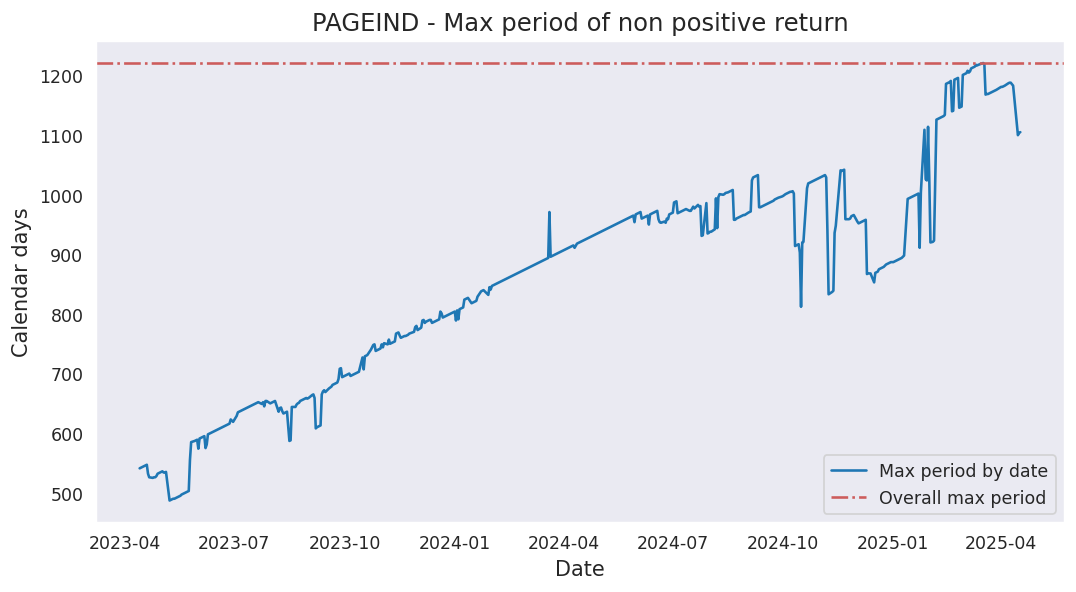 PAGEIND - Max period of non positive return
Calendar days
1200
1100
1000
900
800
700
600
500
2023-04 2023-07 2023-10 2024-01 2024-04 2024-07 2024-10 2025-01 2025-04
Date
Max period by date
Overall max period